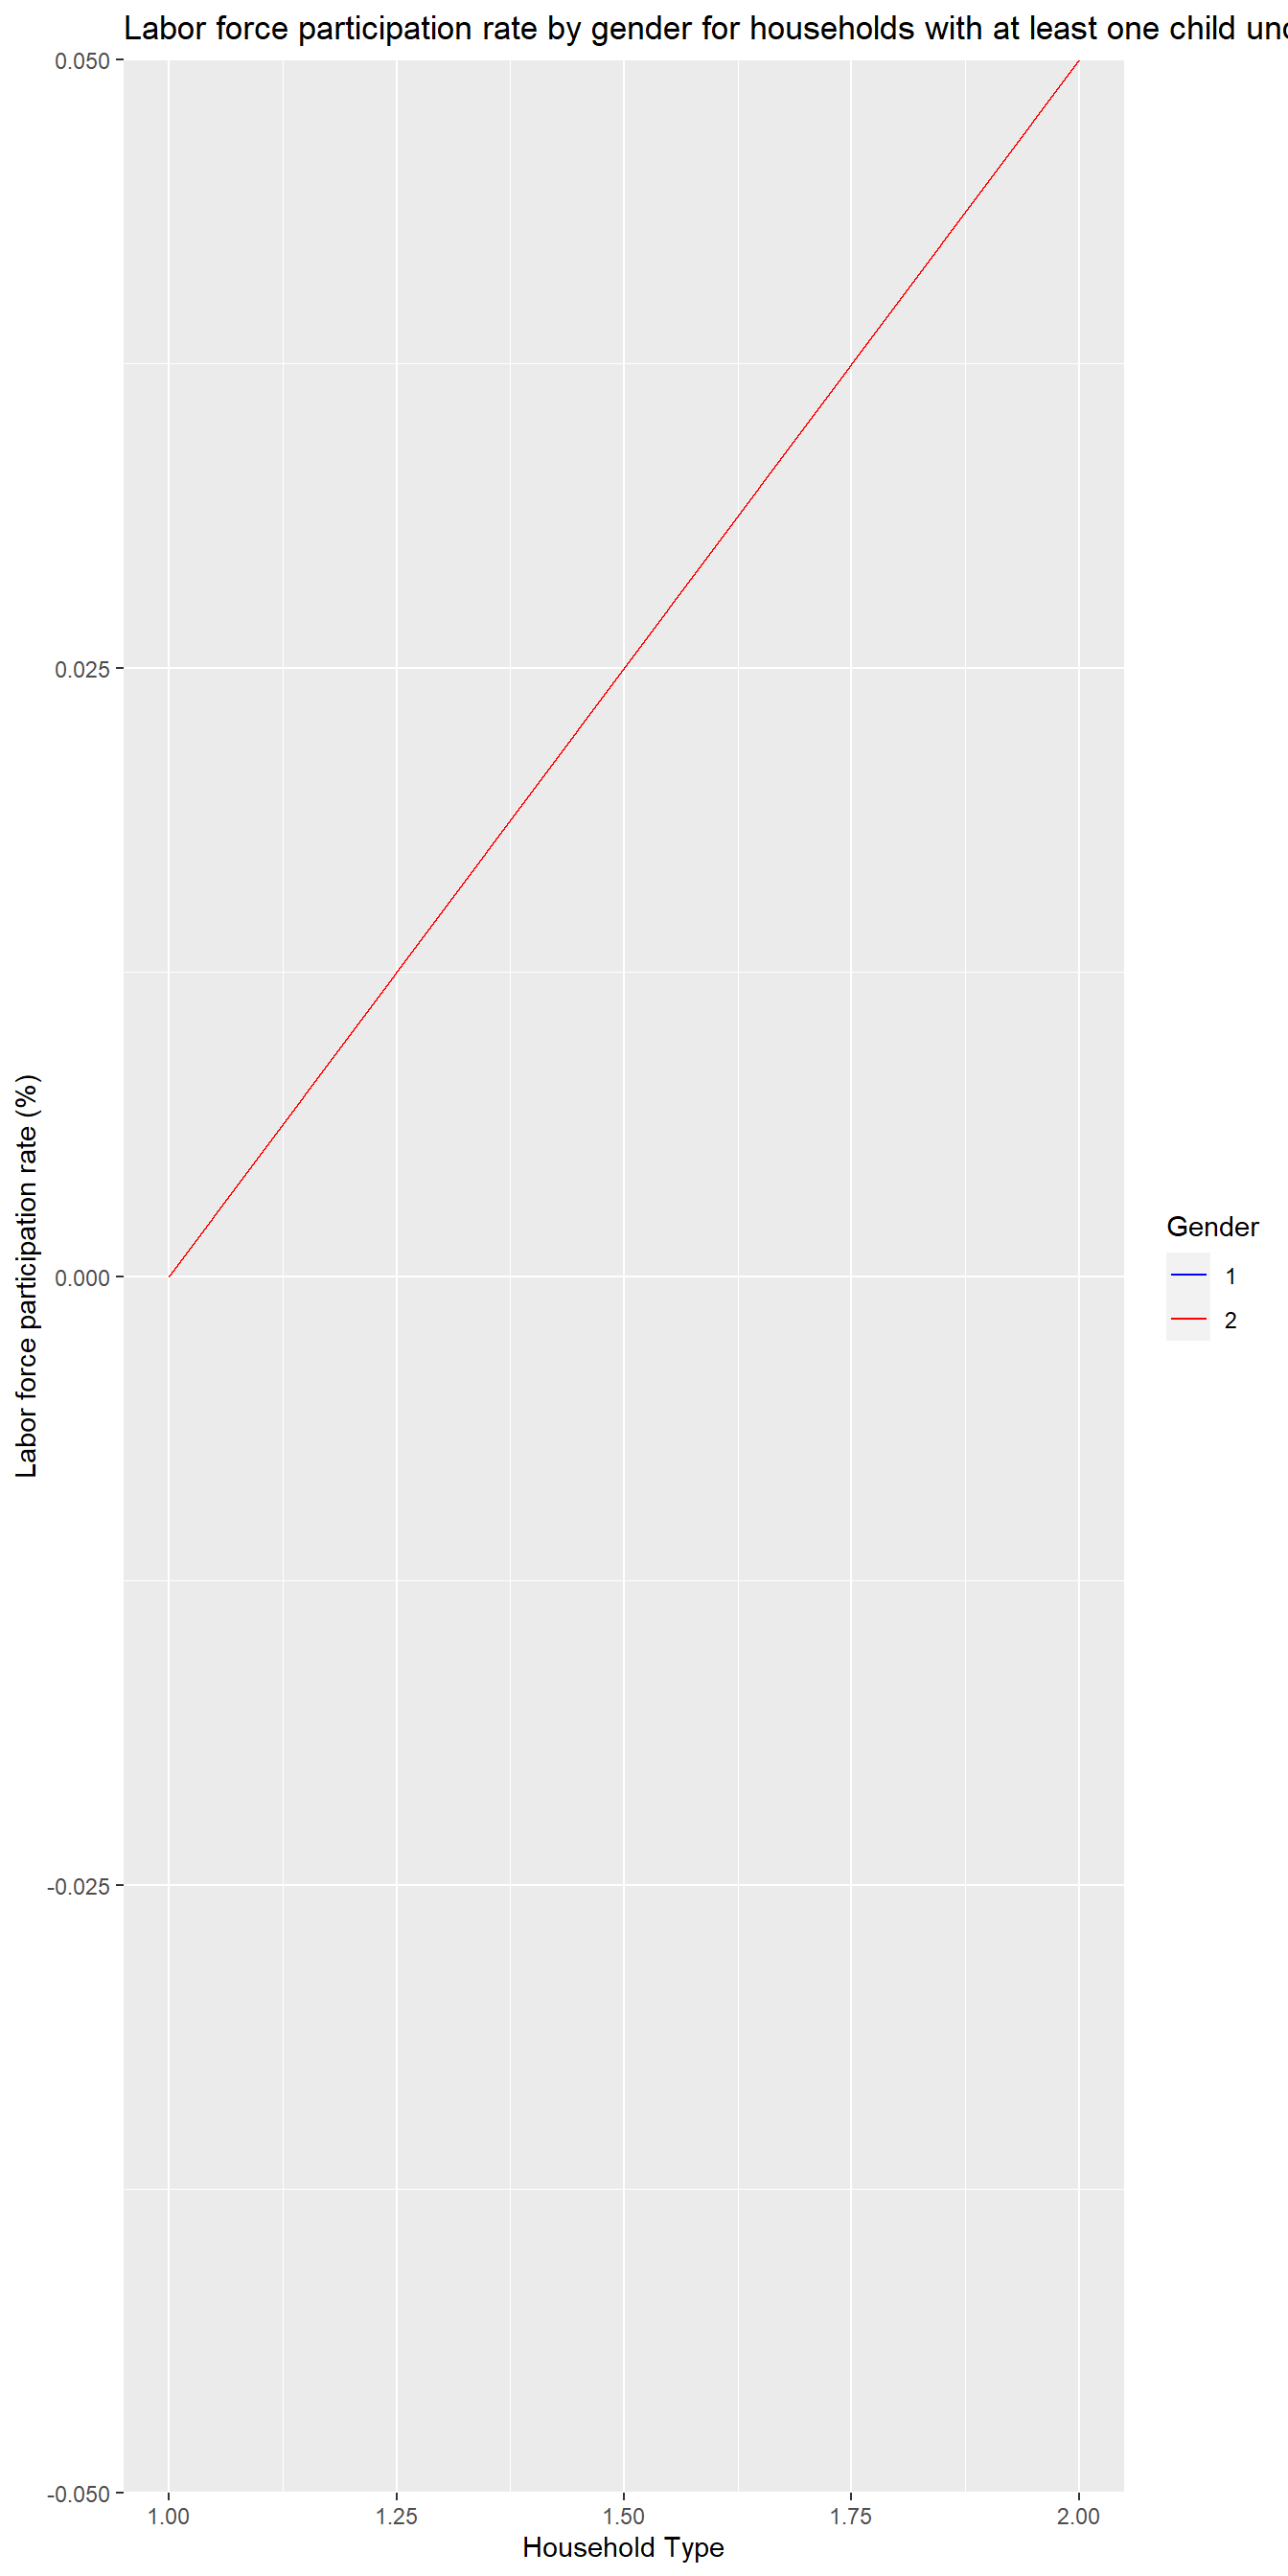 Labor force participation rate by gender for households with at least one child
0.050
0.025
0.000
-0.025
-0.050
Labor force participation rate (%)
1.00 1.25 1.50 1.75 2.00
Household Type
Gender
1
2